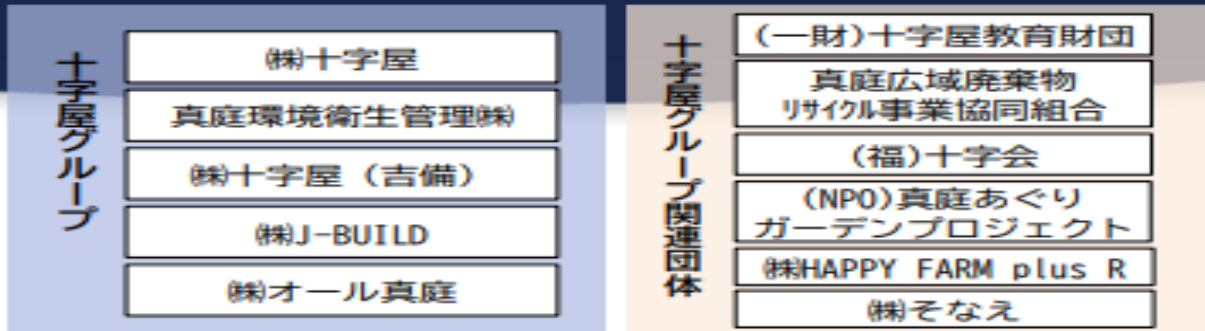 十字屋グループ
㈱十字屋
真庭環境衛生管理㈱
㈱十字屋（吉備）
㈱J-BUILD
㈱オール真庭
十字屋グループ関連団体
(一財)十字屋教育財団
真庭広域廃棄物
ﾘｻｲｸﾙ事業協同組合
(福)十字会
(NPO)真庭あぐり
ガーデンプロジェクト
㈱HAPPY FARM plus R
㈱そなえ